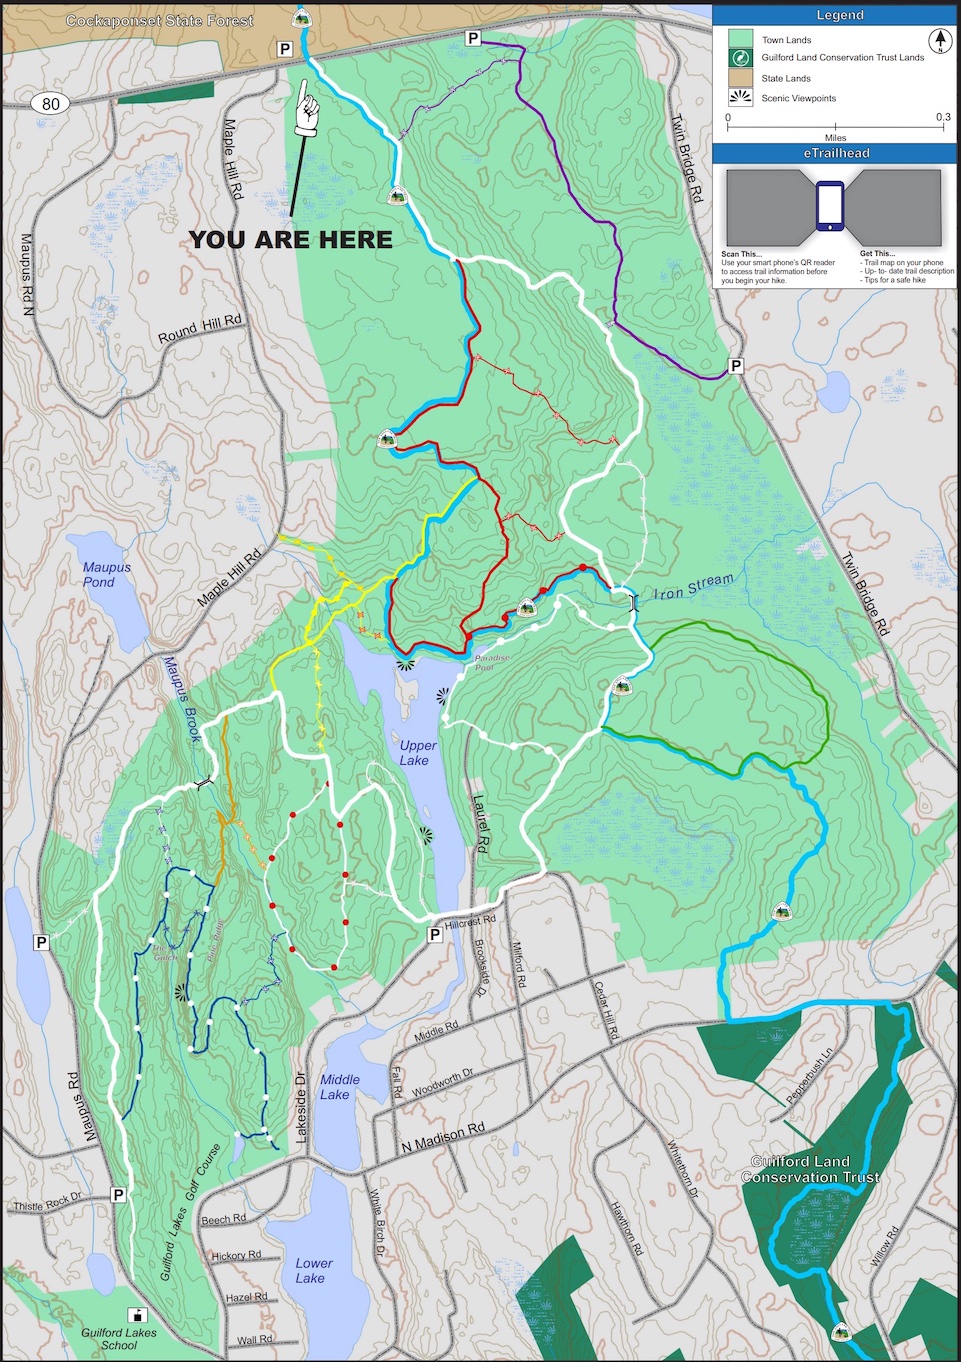 Cockaponset State Forest
P
P
80
Maple Hill Rd
Twin Bridge Rd
YOU ARE HERE
Maupus Rd N
Round Hill Rd
Legend
Town Lands
Guilford Land Conservation Trust Lands
State Lands
Scenic Viewpoints
N
0
0.3
Miles
eTrailhead
Scan This...
Use your smart phone's QR reader
to access trail information before
you begin your hike.
Get This...
- Trail map on your phone
- Up- to- date trail description
- Tips for a safe hike
P
Maupus
Pond
Maple Hill Rd
Iron Stream
Twin Bridge Rd
Maupus Brook
Paradise
Pool
Upper
Lake
Laurel Rd
P
P
Hillcrest Rd
The
Gulch
Pine Ridge
Brookside Dr
Milford Rd
Cedar Hill Rd
Middle Rd
Woodworth Dr
Fall Rd
Middle
Lake
Lakeside Dr
N Madison Rd
Maupus Rd
Pepperbush Ln
Guilford Land
Conservation Trust
Whitethorn Dr
P
Thistle Rock Dr
Guilford Lakes Golf Course
Beech Rd
White Birch Dr
Hawthorn Rd
Willow Rd
Hickory Rd
Lower
Lake
Hazel Rd
Wall Rd
Guilford Lakes
School